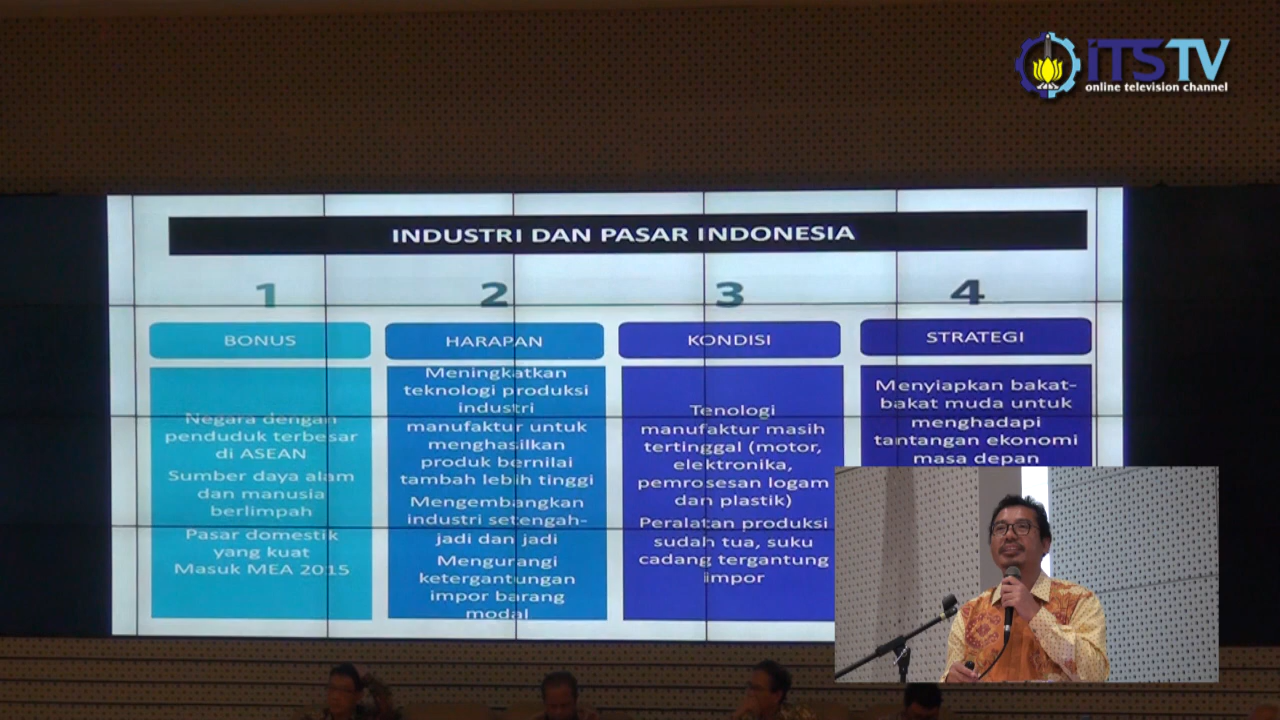 iTSTV
online television channel
INDUSTRI DAN PASAR INDONESIA
1
2
3
4
BONUS
HARAPAN
KONDISI
STRATEGI
Negara dengan
penduduk terbesar
di ASEAN
Sumber daya alam
dan manusia
berlimpah
Pasar domestik
yang kuat
Masuk MEA 2015
Meningkatkan
teknologi produksi
industri
manufaktur untuk
menghasilkan
produk bernilai
tambah lebih tinggi
Mengembangkan
industri setengah-
jadi dan jadi
Mengurangi
ketergantungan
impor barang
modal
Tenologi
manufaktur masih
tertinggal (motor,
elektronika,
pemrosesan logam
dan plastik)
Peralatan produksi
sudah tua, suku
cadang tergantung
impor
Menyiapkan bakat-
bakat muda untuk
menghadapi
tantangan ekonomi
masa depan